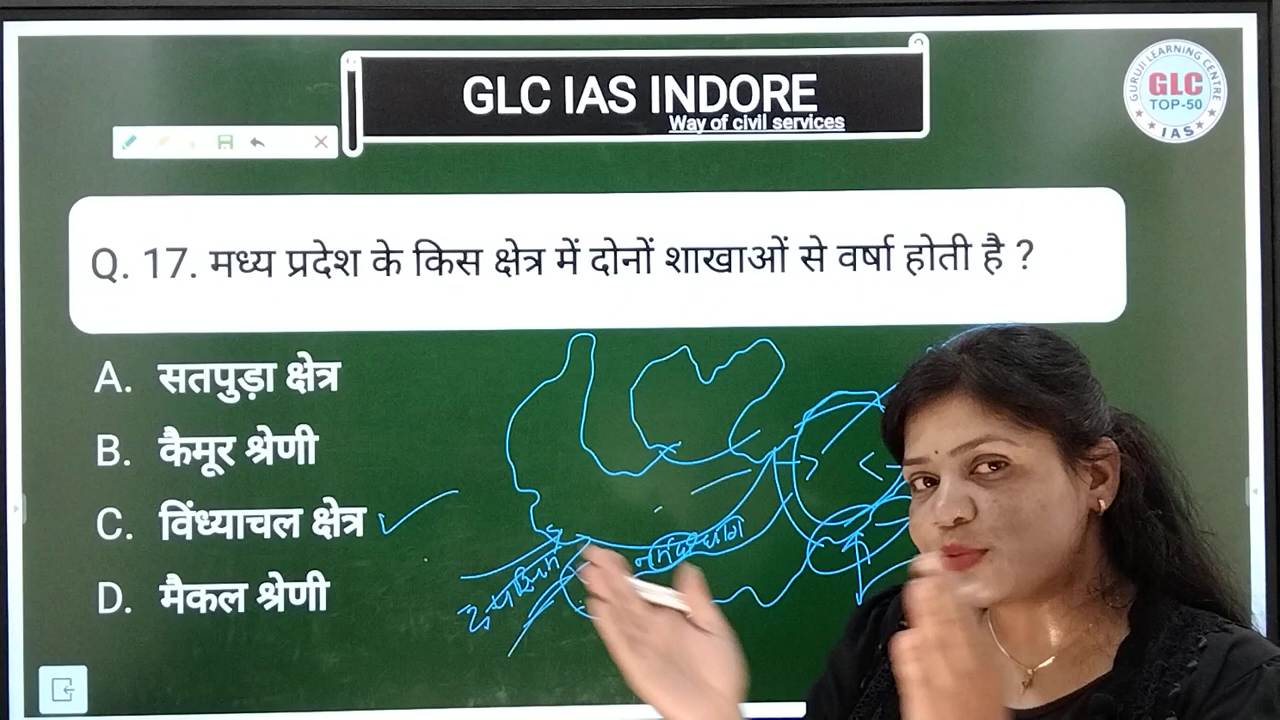 GLC IAS INDORE
Way of civil services
GURUJI LEARNING CENTRE
GLC
TOP-50
IAS
Q. 17. मध्य प्रदेश के किस क्षेत्र में दोनों शाखाओं से वर्षा होती है ?
A. सतपुड़ा क्षेत्र
B. कैमूर श्रेणी
C. विंध्याचल क्षेत्र
D. मैकल श्रेणी